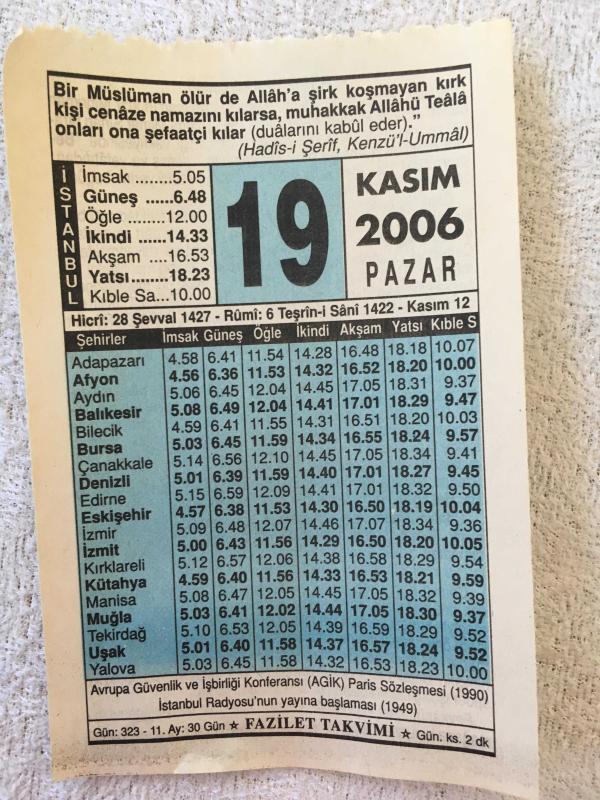 Bir Müslüman ölür de Allâh'a şirk koşmayan kırk
kişi cenâze namazını kılarsa, muhakkak Allâhü Teâlâ
onları ona şefaatçi kılar (duâlarını kabûl eder)."
(Hadîs-i Şerîf, Kenzü'l-Ummâl)
İSTANBUL
İmsak ........5.05
Güneş ......6.48
Öğle ........12.00
İkindi ......14.33
Akşam ....16.53
Yatsı.......18.23
Kıble Sa...10.00
19
KASIM
2006
PAZAR
Hicrî: 28 Şevval 1427 - Rûmî: 6 Teşrîn-i Sânî 1422 - Kasım 12
Şehirler İmsak Güneş Öğle İkindi Akşam Yatsı Kıble S
Adapazarı 4.58 6.41 11.54 14.28 16.48 18.18 10.07
Afyon 4.56 6.36 11.53 14.32 16.52 18.20 10.00
Aydın 5.06 6.45 12.04 14.45 17.05 18.31 9.37
Balıkesir 5.08 6.49 12.04 14.41 17.01 18.29 9.47
Bilecik 4.59 6.41 11.55 14.31 16.51 18.20 10.03
Bursa 5.03 6.45 11.59 14.34 16.55 18.24 9.57
Çanakkale 5.14 6.56 12.10 14.45 17.05 18.34 9.41
Denizli 5.01 6.39 11.59 14.40 17.01 18.27 9.45
Edirne 5.15 6.59 12.09 14.41 17.01 18.32 9.50
Eskişehir 4.57 6.38 11.53 14.30 16.50 18.19 10.04
İzmir 5.09 6.48 12.07 14.46 17.07 18.34 9.36
İzmit 5.00 6.43 11.56 14.29 16.50 18.20 10.05
Kırklareli 5.12 6.57 12.06 14.38 16.58 18.29 9.54
Kütahya 4.59 6.40 11.56 14.33 16.53 18.21 9.59
Manisa 5.08 6.47 12.05 14.45 17.05 18.32 9.39
Muğla 5.03 6.41 12.02 14.44 17.05 18.30 9.37
Tekirdağ 5.10 6.53 12.05 14.39 16.59 18.29 9.52
Uşak 5.01 6.40 11.58 14.37 16.57 18.24 9.52
Yalova 5.03 6.45 11.58 14.32 16.53 18.23 10.00
Avrupa Güvenlik ve İşbirliği Konferansı (AGİK) Paris Sözleşmesi (1990)
İstanbul Radyosu'nun yayına başlaması (1949)
Gün: 323 - 11. Ay: 30 Gün ★ FAZİLET TAKVİMİ ★ Gün. ks. 2 dk